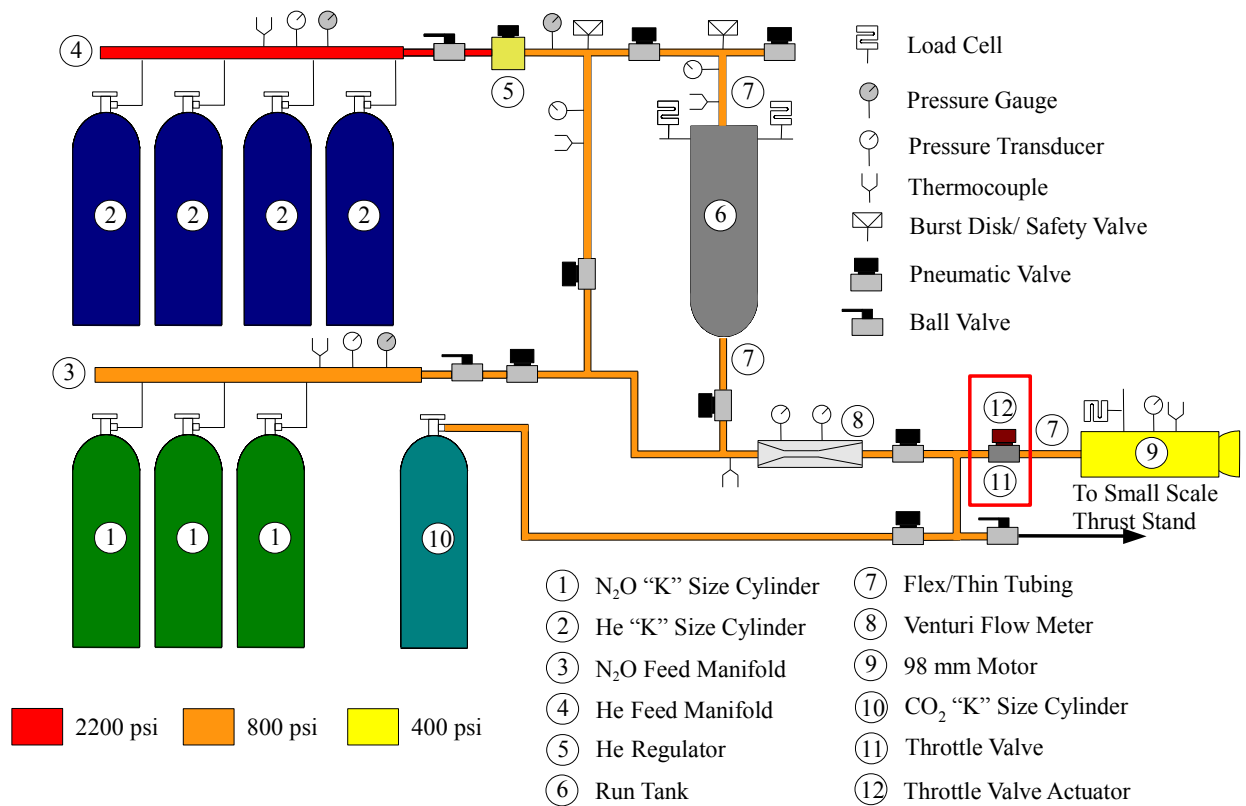 4
5
7
2
2
2
2
6
3
7
12
8
7
9
11
To Small Scale
Thrust Stand
1
1
1
10
Load Cell
Pressure Gauge
Pressure Transducer
Thermocouple
Burst Disk/ Safety Valve
Pneumatic Valve
Ball Valve
1 N₂O “K” Size Cylinder
2 He “K” Size Cylinder
3 N₂O Feed Manifold
4 He Feed Manifold
5 He Regulator
6 Run Tank
7 Flex/Thin Tubing
8 Venturi Flow Meter
9 98 mm Motor
10 CO₂ “K” Size Cylinder
11 Throttle Valve
12 Throttle Valve Actuator
2200 psi
800 psi
400 psi